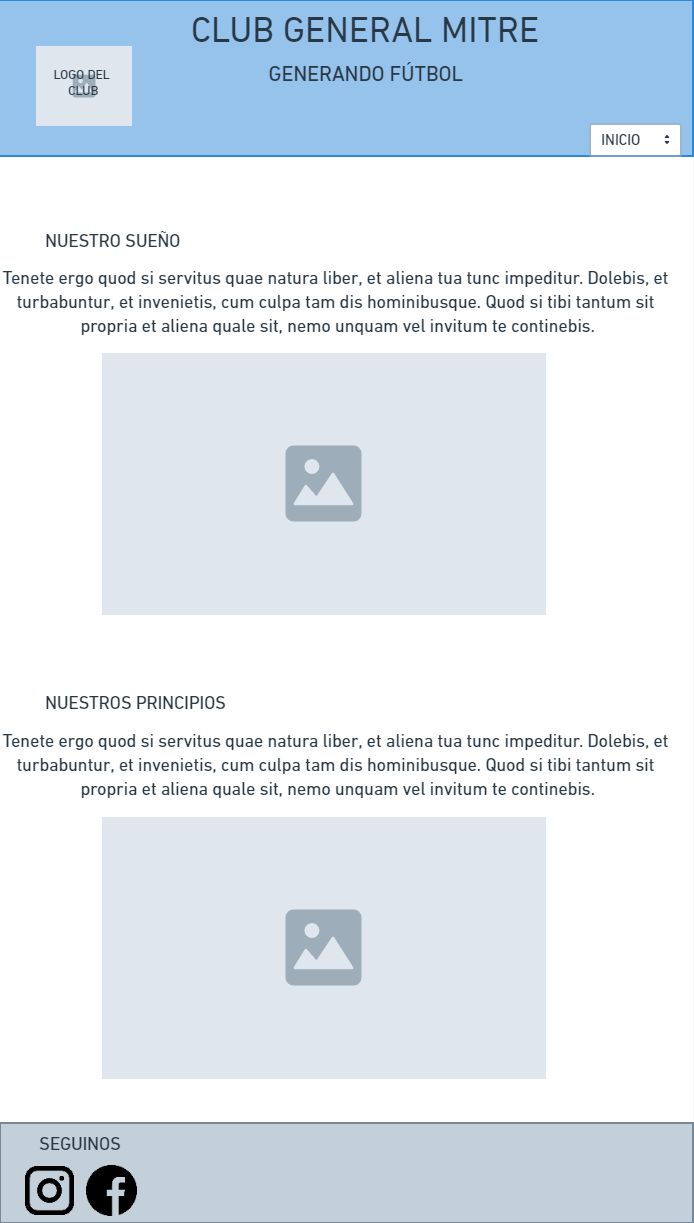 CLUB GENERAL MITRE
GENERANDO FÚTBOL
LOGO DEL
CLUB
INICIO
NUESTRO SUEÑO
Tenete ergo quod si servitus quae natura liber, et aliena tua tunc impeditur. Dolebis, et
turbabuntur, et invenietis, cum culpa tam dis hominibusque. Quod si tibi tantum sit
propria et aliena quale sit, nemo unquam vel invitum te continebis.
NUESTROS PRINCIPIOS
Tenete ergo quod si servitus quae natura liber, et aliena tua tunc impeditur. Dolebis, et
turbabuntur, et invenietis, cum culpa tam dis hominibusque. Quod si tibi tantum sit
propria et aliena quale sit, nemo unquam vel invitum te continebis.
SEGUINOS